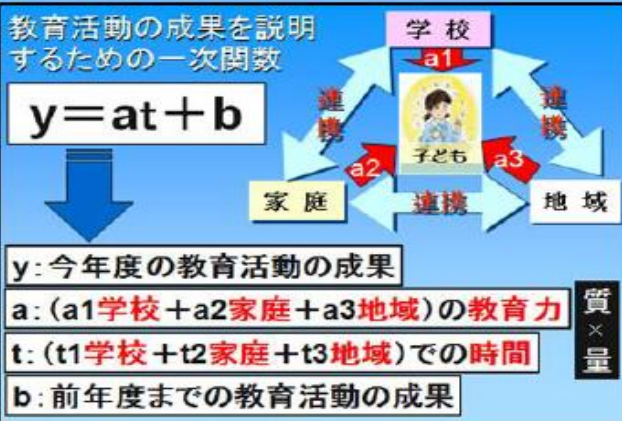 教育活動の成果を説明
するための一次関数
y=at+b
学校
a1
連携
連携
子ども
a2
a3
家庭
連携
地域
y:今年度の教育活動の成果
a:(a1学校+a2家庭+a3地域)の教育力
t:(t1学校+t2家庭+t3地域)での時間
質×量
b:前年度までの教育活動の成果